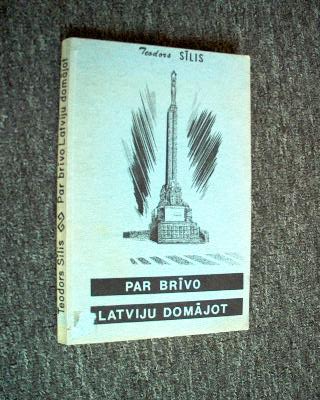 Teodors SĪLIS
PAR BRĪVO
LATVIJU DOMĀJOT
Teodors Sīlis Par brīvo Latviju domājot